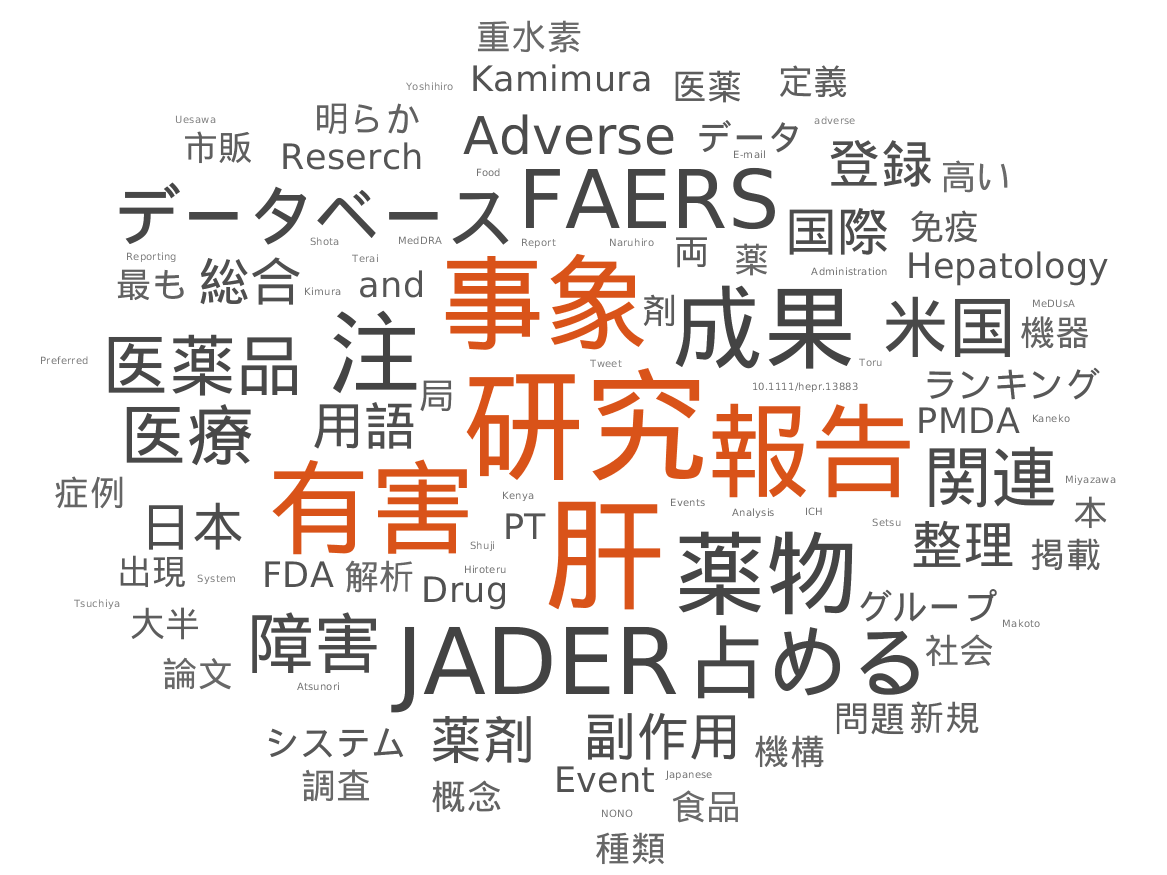 重水素
Kamimura 医薬 定義
Yoshihiro
明らか Adverse データ adverse
Uesawa
市販 Reserch E-mail 登録 高い
Food
データベース FAERS 国際 免疫
Shota MedDRA Report Naruhiro 両 薬
Reporting Terai Administration Hepatology
最も 総合 Kimura and 事象 剤 成果 米国 MeDUsA
機器
医薬品 注 Tweet Toru
Preferred
局 10.1111/hepr.13883 ランキング
医療 用語 研究 報告 PMDA Kaneko
症例 有害 関連 Miyazawa
Kenya Events Analysis ICH 本
日本 PT 肝 薬物 Setsu 整理 掲載
Shuji
出現 System FDA 解析 Hiroteru
Drug グループ
Tsuchiya
大半 障害 JADER 占める Makoto
社会
論文 Atsunori
システム 薬剤 副作用 機構 問題 新規
調査 概念 Event Japanese
食品
NONO
種類